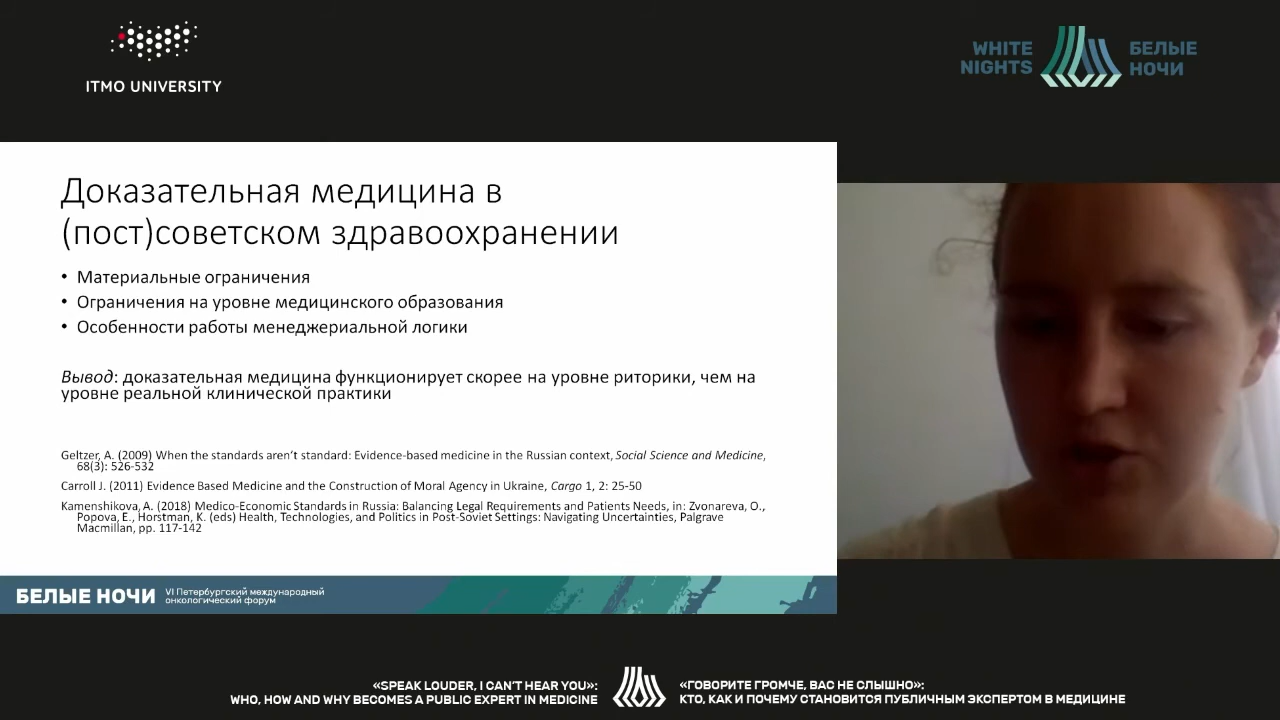 ITMO UNIVERSITY
WHITE
NIGHTS
БЕЛЫЕ
НОЧИ
Доказательная медицина в
(пост)советском здравоохранении
• Материальные ограничения
• Ограничения на уровне медицинского образования
• Особенности работы менеджериальной логики
Вывод: доказательная медицина функционирует скорее на уровне риторики, чем на
уровне реальной клинической практики
Geltzer, A. (2009) When the standards aren't standard: Evidence-based medicine in the Russian context, Social Science and Medicine,
68(3): 526-532
Carroll J. (2011) Evidence Based Medicine and the Construction of Moral Agency in Ukraine, Cargo 1, 2: 25-50
Kamenshikova, A. (2018) Medico-Economic Standards in Russia: Balancing Legal Requirements and Patients Needs, in: Zvonareva, O.,
Popova, E., Horstman, K. (eds) Health, Technologies, and Politics in Post-Soviet Settings: Navigating Uncertainties, Palgrave
Macmillan, pp. 117-142
БЕЛЫЕ НОЧИ
VI Петербургский международный
онкологический форум
«SPEAK LOUDER, I CAN'T HEAR YOU»:
WHO, HOW AND WHY BECOMES A PUBLIC EXPERT IN MEDICINE
«ГОВОРИТЕ ГРОМЧЕ, ВАС НЕ СЛЫШНО»:
КТО, КАК И ПОЧЕМУ СТАНОВИТСЯ ПУБЛИЧНЫМ ЭКСПЕРТОМ В МЕДИЦИНЕ